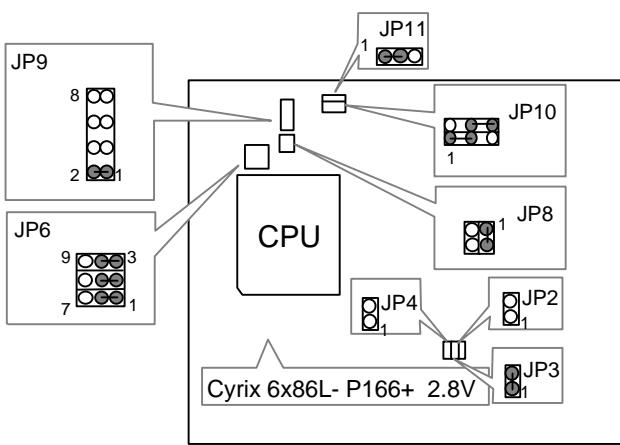 JP11
1
JP9
8
2 1
JP10
1
JP8
1
JP6
9 3
7 1
CPU
JP4
1
JP2
1
JP3
1
Cyrix 6x86L- P166+ 2.8V